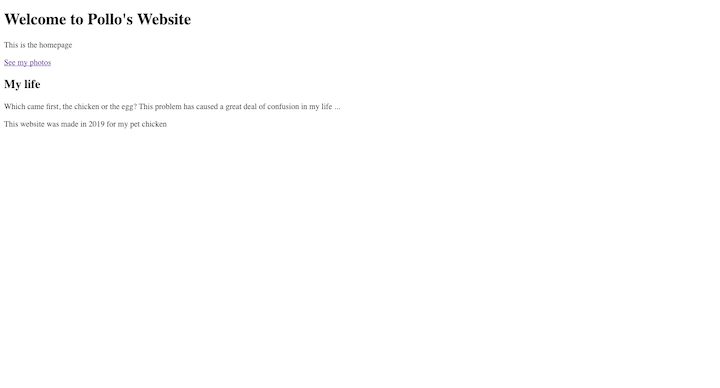 Welcome to Pollo's Website
This is the homepage
See my photos
My life
Which came first, the chicken or the egg? This problem has caused a great deal of confusion in my life ...
This website was made in 2019 for my pet chicken